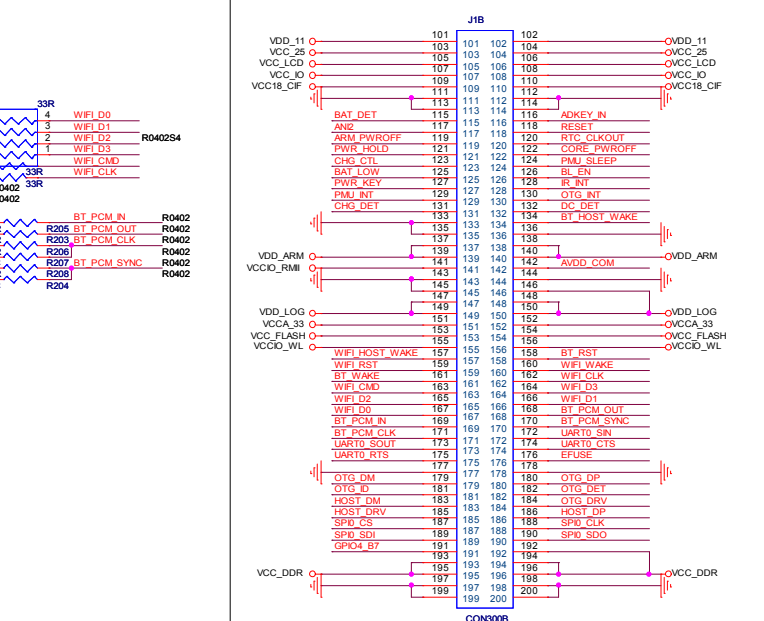 33R
4 WIFI_D0
3 WIFI_D1
2 WIFI_D2 R0402S4
1 WIFI_D3
WIFI_CMD
33R WIFI_CLK
0402 33R
0402
BT_PCM_IN R0402
R205 BT_PCM_OUT R0402
R203 BT_PCM_CLK R0402
R206 R0402
R207 BT_PCM_SYNC R0402
R208 R0402
R204
J1B
VDD_11 101 101 102 102 VDD_11
VCC_25 103 103 104 104 VCC_25
VCC_LCD 105 105 106 106 VCC_LCD
VCC_IO 107 107 108 108 VCC_IO
VCC18_CIF 109 109 110 110 VCC18_CIF
111 111 112 112
113 113 114 114
BAT_DET 115 115 116 116 ADKEY_IN
ANI2 117 117 118 118 RESET
ARM_PWROFF 119 119 120 120 RTC_CLKOUT
PWR_HOLD 121 121 122 122 CORE_PWROFF
CHG_CTL 123 123 124 124 PMU_SLEEP
BAT_LOW 125 125 126 126 BL_EN
PWR_KEY 127 127 128 128 IR_INT
PMU_INT 129 129 130 130 OTG_INT
CHG_DET 131 131 132 132 DC_DET
133 133 134 134 BT_HOST_WAKE
135 135 136 136
137 137 138 138
VDD_ARM 139 139 140 140 VDD_ARM
VCCIO_RMII 141 141 142 142 AVDD_COM
143 143 144 144
145 145 146 146
147 147 148 148
VDD_LOG 149 149 150 150 VDD_LOG
VCCA_33 151 151 152 152 VCCA_33
VCC_FLASH 153 153 154 154 VCC_FLASH
VCCIO_WL 155 155 156 156 VCCIO_WL
WIFI_HOST_WAKE 157 157 158 158 BT_RST
WIFI_RST 159 159 160 160 WIFI_WAKE
BT_WAKE 161 161 162 162 WIFI_CLK
WIFI_CMD 163 163 164 164 WIFI_D3
WIFI_D2 165 165 166 166 WIFI_D1
WIFI_D0 167 167 168 168 BT_PCM_OUT
BT_PCM_IN 169 169 170 170 BT_PCM_SYNC
BT_PCM_CLK 171 171 172 172 UART0_SIN
UART0_SOUT 173 173 174 174 UART0_CTS
UART0_RTS 175 175 176 176 EFUSE
177 177 178 178
OTG_DM 179 179 180 180 OTG_DP
OTG_ID 181 181 182 182 OTG_DET
HOST_DM 183 183 184 184 OTG_DRV
HOST_DRV 185 185 186 186 HOST_DP
SPI0_CS 187 187 188 188 SPI0_CLK
SPI0_SDI 189 189 190 190 SPI0_SDO
GPIO4_B7 191 191 192 192
193 193 194 194
VCC_DDR 195 195 196 196 VCC_DDR
197 197 198 198
199 199 200 200
CON300B